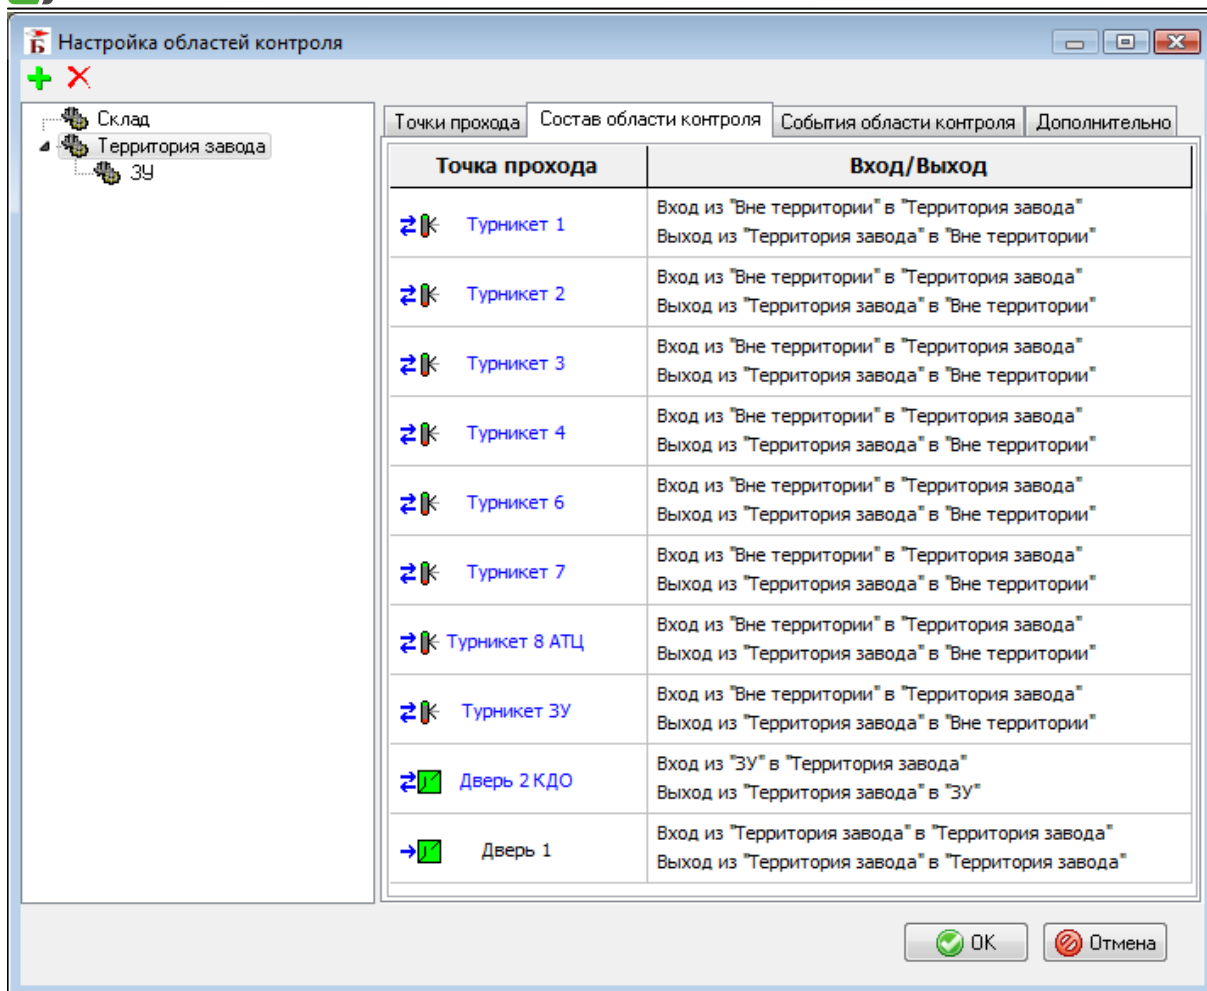 Настройка областей контроля
Склад
Территория завода
ЗУ
Точки прохода Состав области контроля События области контроля Дополнительно
Точка прохода Вход/Выход
Турникет 1
Вход из "Вне территории" в "Территория завода"
Выход из "Территория завода" в "Вне территории"
Турникет 2
Вход из "Вне территории" в "Территория завода"
Выход из "Территория завода" в "Вне территории"
Турникет 3
Вход из "Вне территории" в "Территория завода"
Выход из "Территория завода" в "Вне территории"
Турникет 4
Вход из "Вне территории" в "Территория завода"
Выход из "Территория завода" в "Вне территории"
Турникет 6
Вход из "Вне территории" в "Территория завода"
Выход из "Территория завода" в "Вне территории"
Турникет 7
Вход из "Вне территории" в "Территория завода"
Выход из "Территория завода" в "Вне территории"
Турникет 8 АТЦ
Вход из "Вне территории" в "Территория завода"
Выход из "Территория завода" в "Вне территории"
Турникет ЗУ
Вход из "Вне территории" в "Территория завода"
Выход из "Территория завода" в "Вне территории"
Дверь 2 КДО
Вход из "ЗУ" в "Территория завода"
Выход из "Территория завода" в "ЗУ"
Дверь 1
Вход из "Территория завода" в "Территория завода"
Выход из "Территория завода" в "Территория завода"
OK Отмена